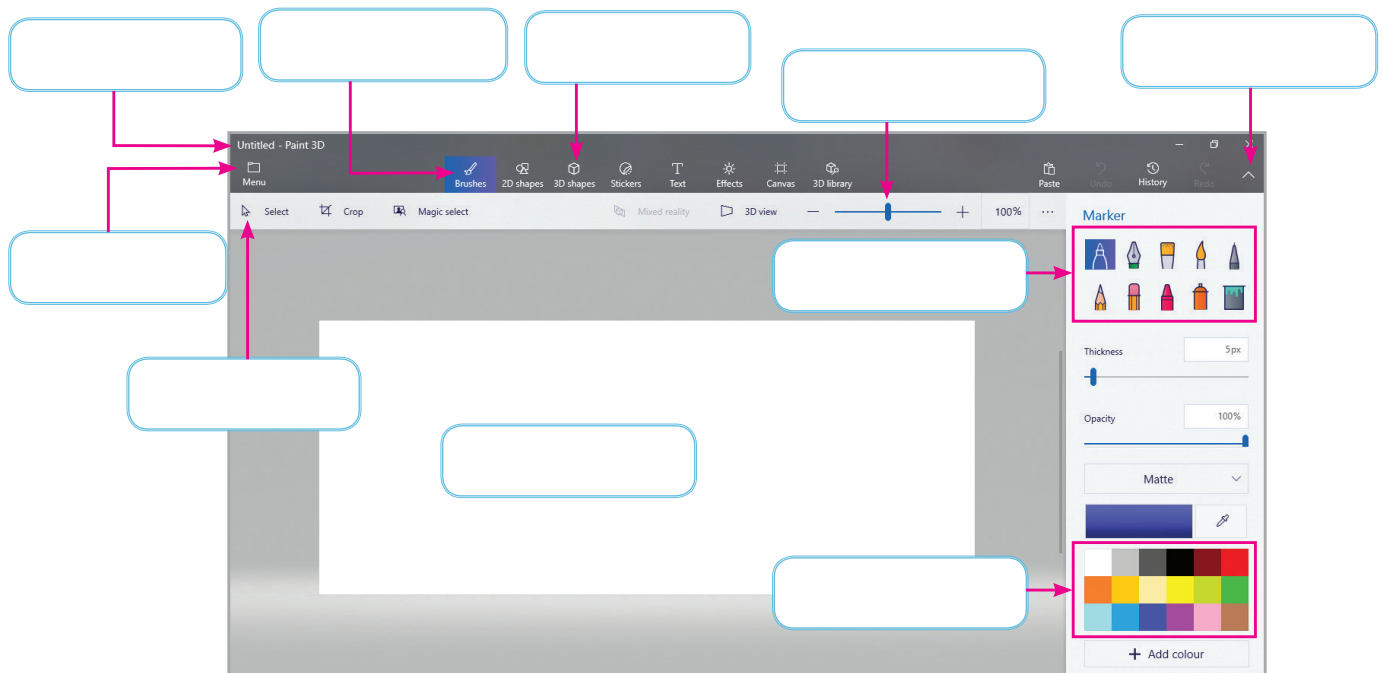 Untitled - Paint 3D
Menu
Brushes 2D shapes 3D shapes Stickers Text Effects Canvas 3D library Paste Undo History Redo
Select Crop Magic select Mixed reality 3D view 100% ...
Marker
Thickness 5px
Opacity 100%
Matte
+ Add colour